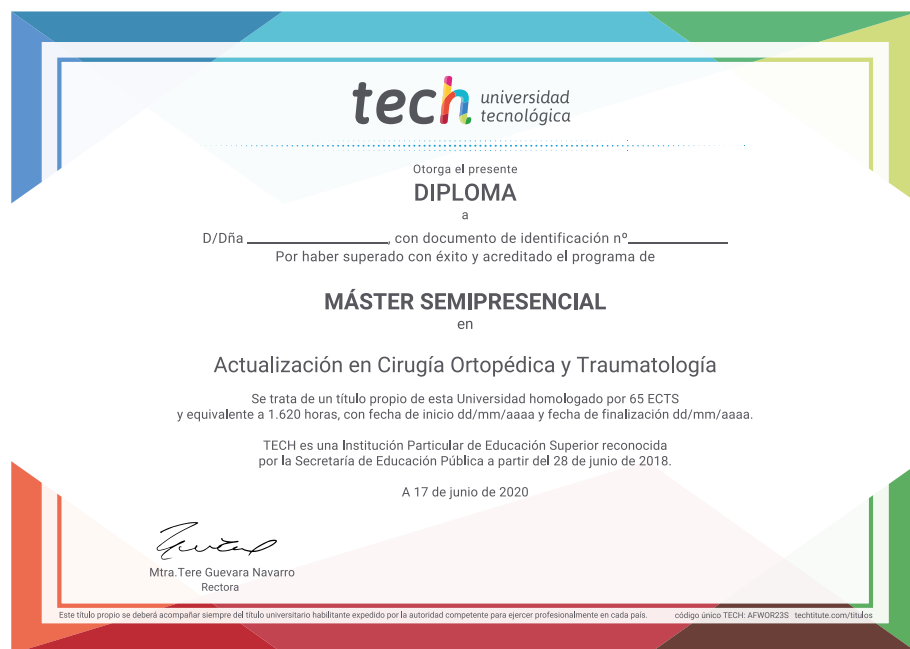 tech universidad
tecnológica
Otorga el presente
DIPLOMA
a
D/Dña ____________________, con documento de identificación nº______________
Por haber superado con éxito y acreditado el programa de
MÁSTER SEMIPRESENCIAL
en
Actualización en Cirugía Ortopédica y Traumatología
Se trata de un título propio de esta Universidad homologado por 65 ECTS
y equivalente a 1.620 horas, con fecha de inicio dd/mm/aaaa y fecha de finalización dd/mm/aaaa.
TECH es una Institución Particular de Educación Superior reconocida
por la Secretaría de Educación Pública a partir del 28 de junio de 2018.
A 17 de junio de 2020
Mtra.Tere Guevara Navarro
Rectora
Este título propio se deberá acompañar siempre del título universitario habilitante expedido por la autoridad competente para ejercer profesionalmente en cada país. código único TECH: AFWOR23S techtitute.com/titulos